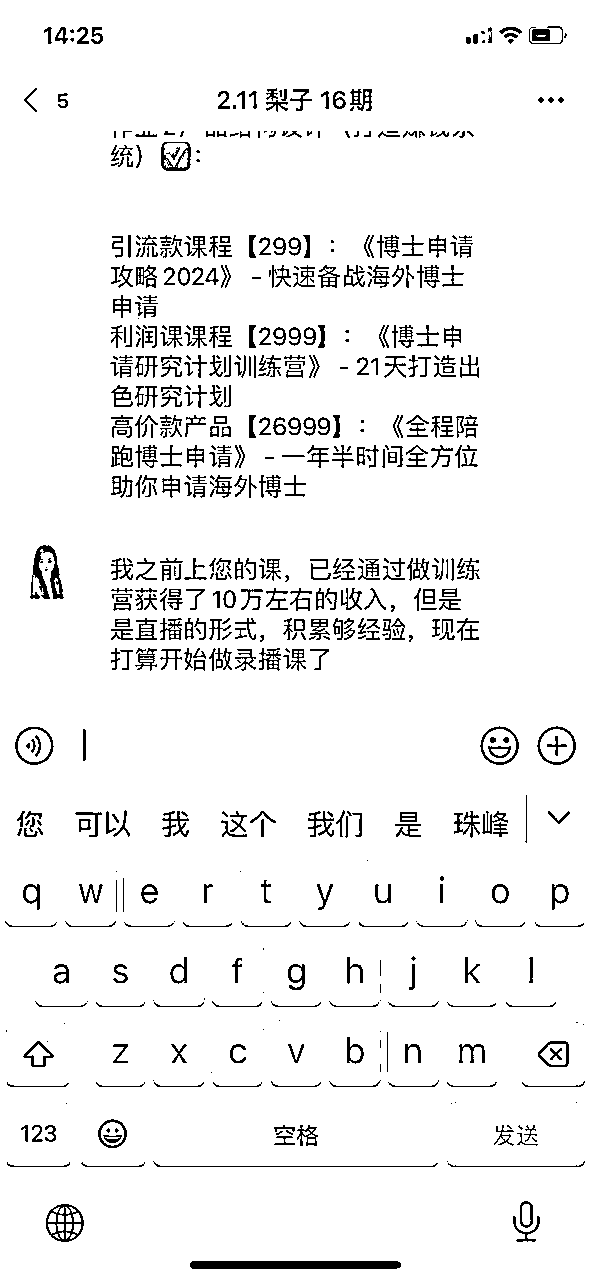 14:25
5
2.11 梨子 16期
统) ✅:
引流款课程【299】：《博士申请
攻略2024》 – 快速备战海外博士
申请
利润课课程【2999】：《博士申
请研究计划训练营》 – 21天打造出
色研究计划
高价款产品【26999】：《全程陪
跑博士申请》 – 一年半时间全方位
助你申请海外博士
我之前上您的课，已经通过做训练
营获得了10万左右的收入，但是
是直播的形式，积累够经验，现在
打算开始做录播课了
您 可以 我 这个 我们 是 珠峰
q w e r t y u i o p
a s d f g h j k l
z x c v b n m
123 空格 发送